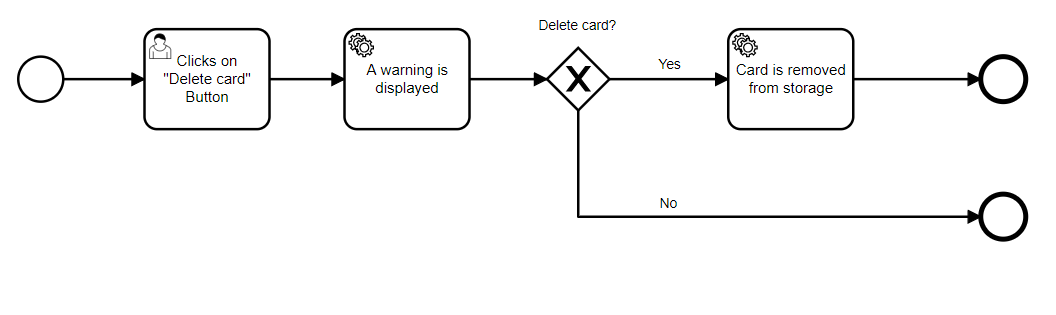 Delete card?
Clicks on
"Delete card"
Button
A warning is
displayed
Yes
Card is removed
from storage
No